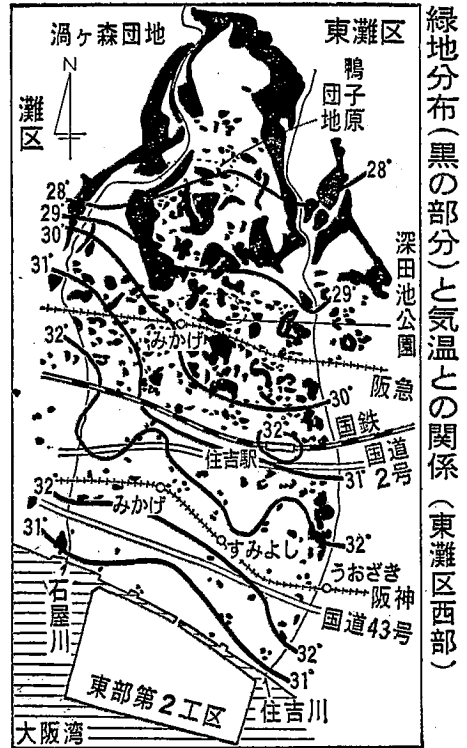 緑地分布(黒の部分)と気温との関係(東灘区西部)
渦ヶ森団地
東灘区
N
灘区
鴨子原
団地
28°
28°
29°
30°
深田池公園
31°
29°
みかげ
32°
阪急
30°
32°
国鉄
住吉駅
国道
2号
31°
32°
みかげ
31°
すみよし
32°
うおざき
阪神
石屋川
国道43号
32°
31°
東部第2工区
住吉川
大阪湾